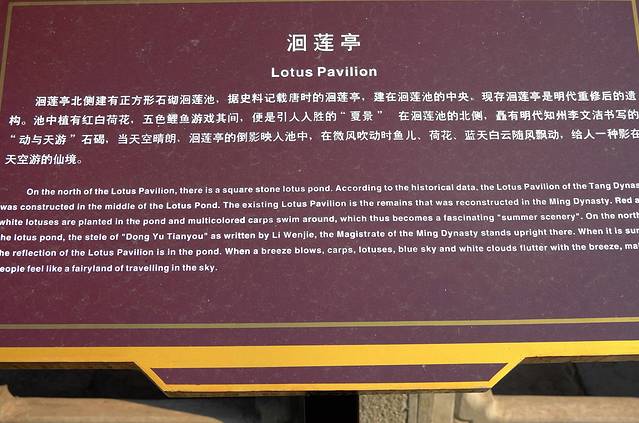 洄莲亭
Lotus Pavilion
洄莲亭北侧建有正方形石砌洄莲池，据史料记载唐时的洄莲亭，建在洄莲池的中央。现存洄莲亭是明代重修后的遗
构。池中植有红白荷花，五色鲤鱼游戏其间，便是引人入胜的“夏景” 在洄莲池的北侧，矗有明代知州李文洁书写的
“动与天游”石碣，当天空晴朗，洄莲亭的倒影映人池中，在微风吹动时鱼儿、荷花、蓝天白云随风飘动，给人一种影在
天空游的仙境。
On the north of the Lotus Pavilion, there is a square stone lotus pond. According to the historical data, the Lotus Pavilion of the Tang Dynas
was constructed in the middle of the Lotus Pond. The existing Lotus Pavilion is the remains that was reconstructed in the Ming Dynasty. Red a
white lotuses are planted in the pond and multicolored carps swim around, which thus becomes a fascinating "summer scenery". On the north
he lotus pond, the stele of "Dong Yu Tianyou" as written by Li Wenjie, the Magistrate of the Ming Dynasty stands upright there. When it is sun
he reflection of the Lotus Pavilion is in the pond. When a breeze blows, carps, lotuses, blue sky and white clouds flutter with the breeze, mak
eople feel like a fairyland of travelling in the sky.